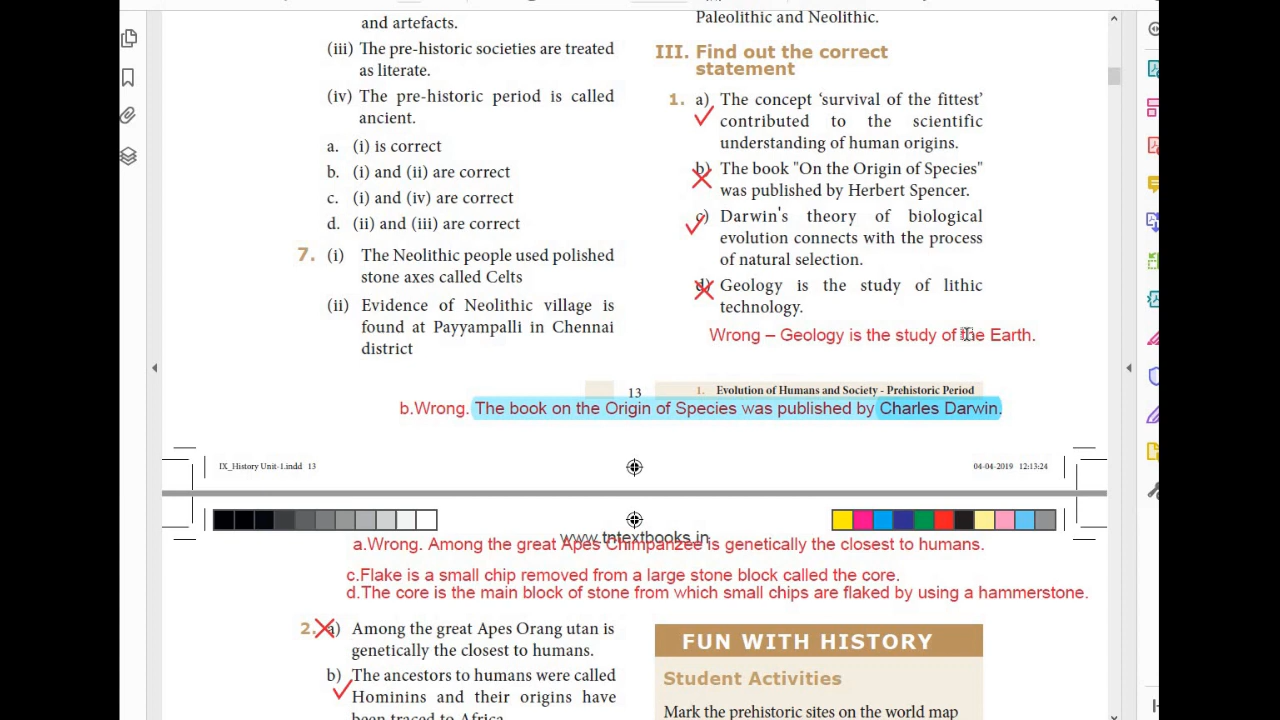 and artefacts.
(iii) The pre-historic societies are treated
as literate.
(iv) The pre-historic period is called
ancient.
a. (i) is correct
b. (i) and (ii) are correct
c. (i) and (iv) are correct
d. (ii) and (iii) are correct
7. (i) The Neolithic people used polished
stone axes called Celts
(ii) Evidence of Neolithic village is
found at Payyampalli in Chennai
district
Paleolithic and Neolithic.
III. Find out the correct
statement
1. a) The concept ‘survival of the fittest’
contributed to the scientific
understanding of human origins.
b) The book "On the Origin of Species"
was published by Herbert Spencer.
c) Darwin's theory of biological
evolution connects with the process
of natural selection.
d) Geology is the study of lithic
technology.
Wrong – Geology is the study of the Earth.
13
1. Evolution of Humans and Society - Prehistoric Period
b.Wrong. The book on the Origin of Species was published by Charles Darwin.
IX_History Unit-1.indd 13
04-04-2019 12:13:24
www.tntextbooks.in
a.Wrong. Among the great Apes Chimpanzee is genetically the closest to humans.
c.Flake is a small chip removed from a large stone block called the core.
d.The core is the main block of stone from which small chips are flaked by using a hammerstone.
2. a) Among the great Apes Orang utan is
genetically the closest to humans.
b) The ancestors to humans were called
Hominins and their origins have
been traced to Africa.
FUN WITH HISTORY
Student Activities
Mark the prehistoric sites on the world map